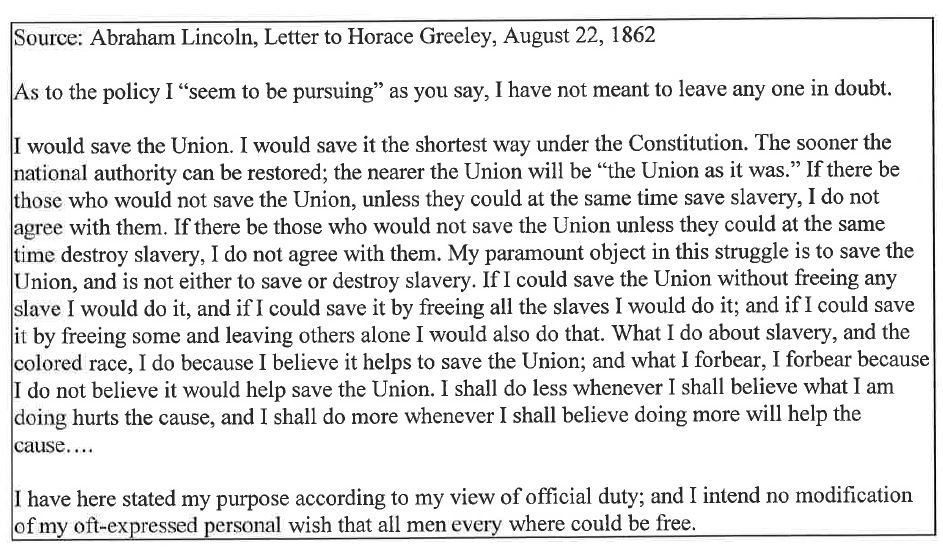 Source: Abraham Lincoln, Letter to Horace Greeley, August 22, 1862
As to the policy I “seem to be pursuing” as you say, I have not meant to leave any one in doubt.
I would save the Union. I would save it the shortest way under the Constitution. The sooner the
national authority can be restored; the nearer the Union will be “the Union as it was.” If there be
those who would not save the Union, unless they could at the same time save slavery, I do not
agree with them. If there be those who would not save the Union unless they could at the same
time destroy slavery, I do not agree with them. My paramount object in this struggle is to save the
Union, and is not either to save or destroy slavery. If I could save the Union without freeing any
slave I would do it, and if I could save it by freeing all the slaves I would do it; and if I could save
it by freeing some and leaving others alone I would also do that. What I do about slavery, and the
colored race, I do because I believe it helps to save the Union; and what I forbear, I forbear because
I do not believe it would help save the Union. I shall do less whenever I shall believe what I am
doing hurts the cause, and I shall do more whenever I shall believe doing more will help the
cause….
I have here stated my purpose according to my view of official duty; and I intend no modification
of my oft-expressed personal wish that all men every where could be free.